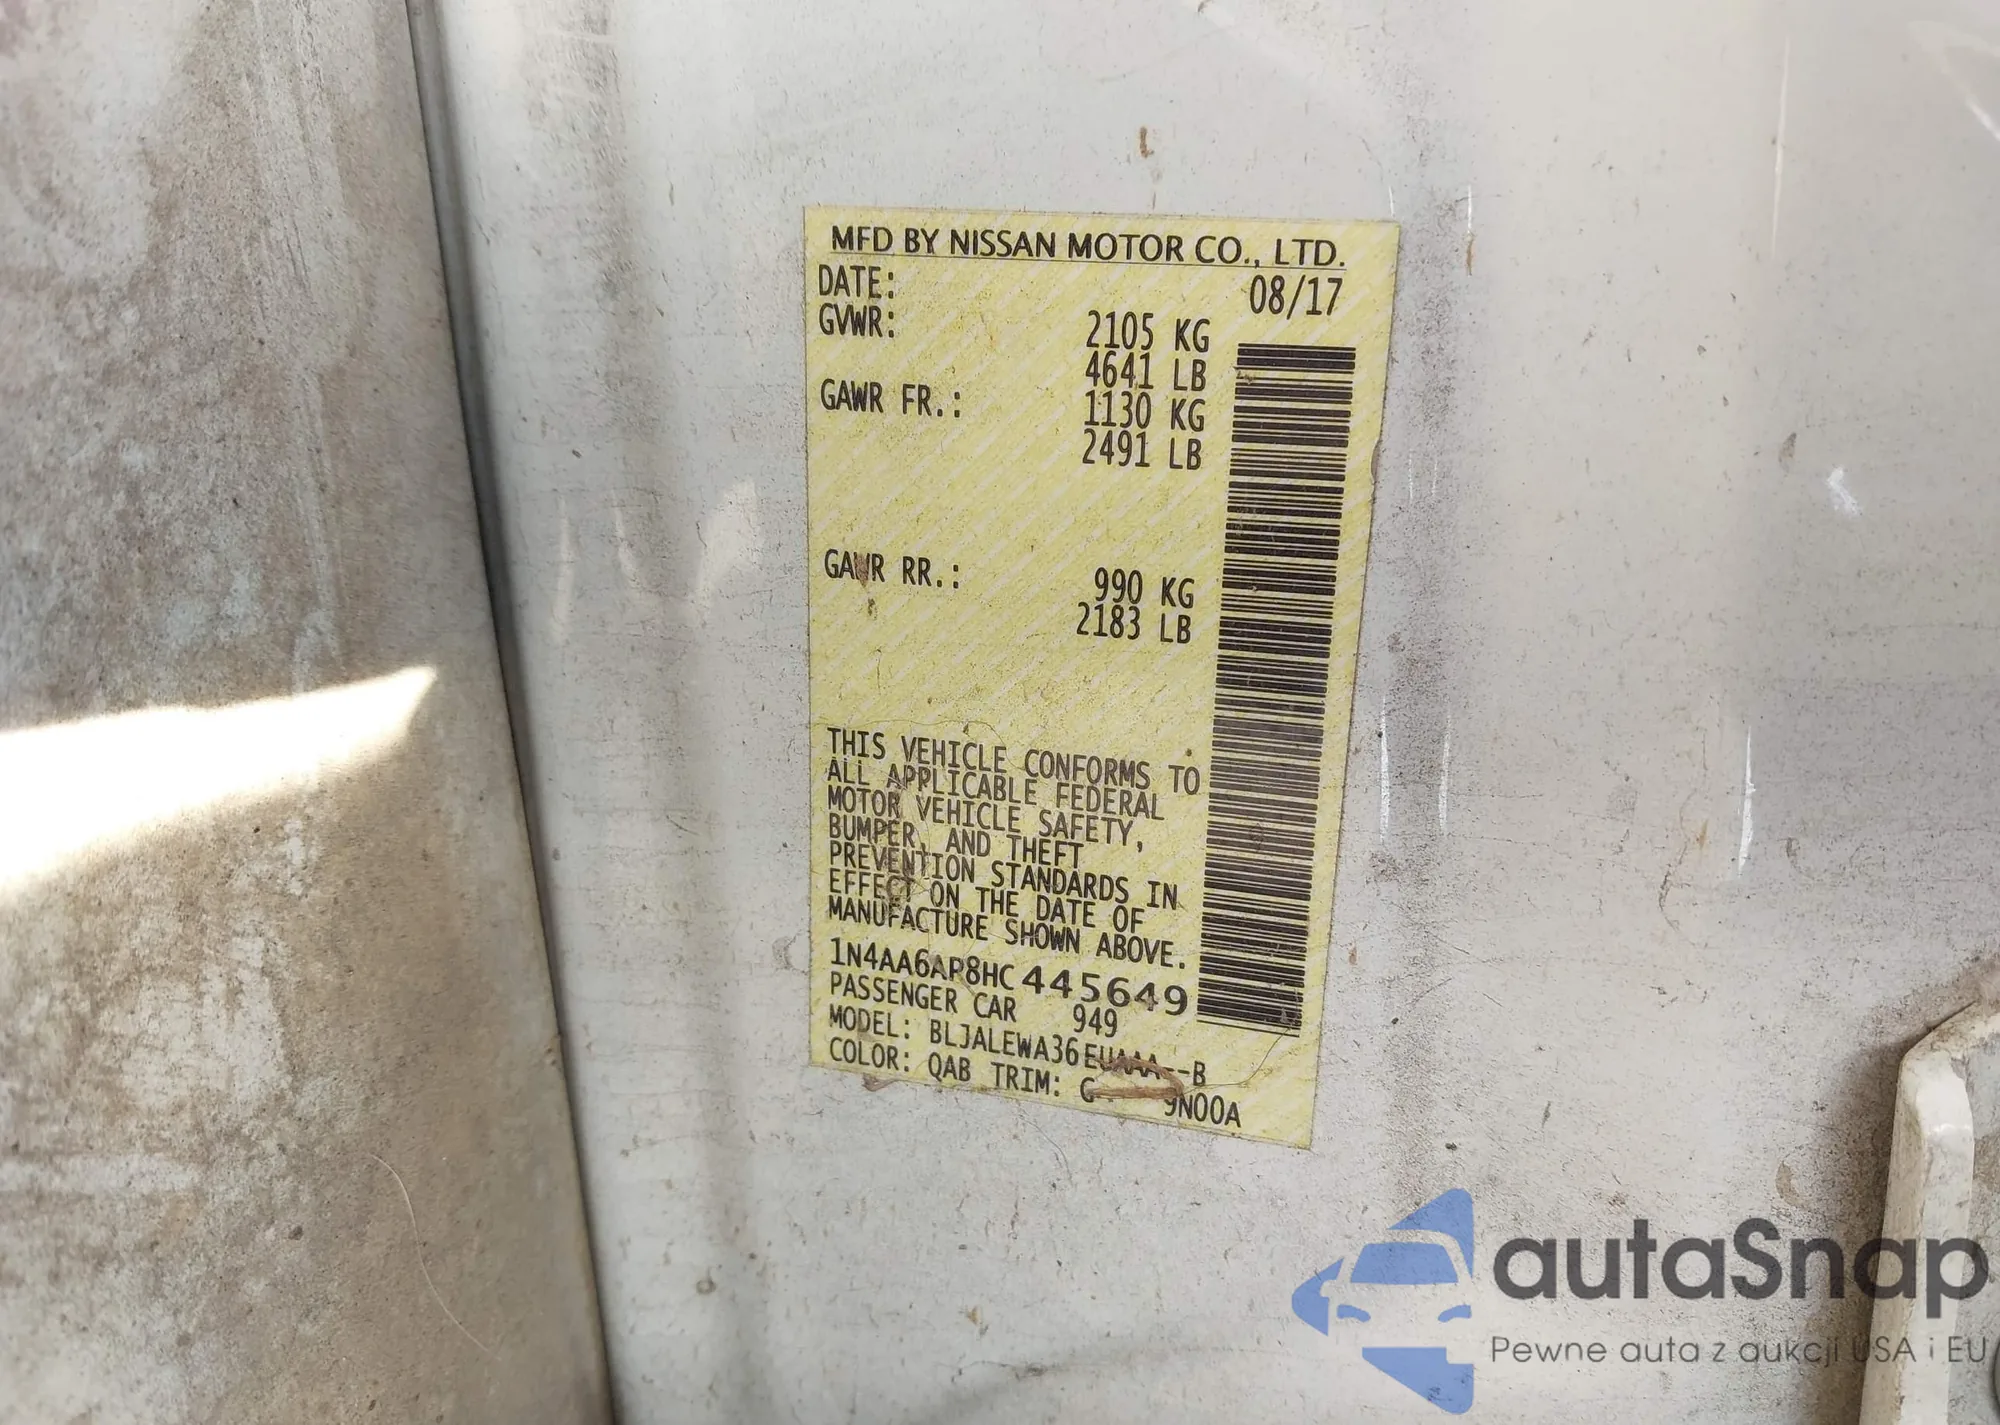 MFD BY NISSAN MOTOR CO., LTD.
DATE: 08/17
GVWR: 2105 KG
4641 LB
GAWR FR.: 1130 KG
2491 LB
GAWR RR.: 990 KG
2183 LB
THIS VEHICLE CONFORMS TO
ALL APPLICABLE FEDERAL
MOTOR VEHICLE SAFETY,
BUMPER, AND THEFT
PREVENTION STANDARDS IN
EFFECT ON THE DATE OF
MANUFACTURE SHOWN ABOVE.
1N4AA6AP8HC445649
PASSENGER CAR 949
MODEL: BLJALEWA36EUAAA--B
COLOR: QAB TRIM: 9N00A
autaSnap
Pewne auta z aukcji USA i EU